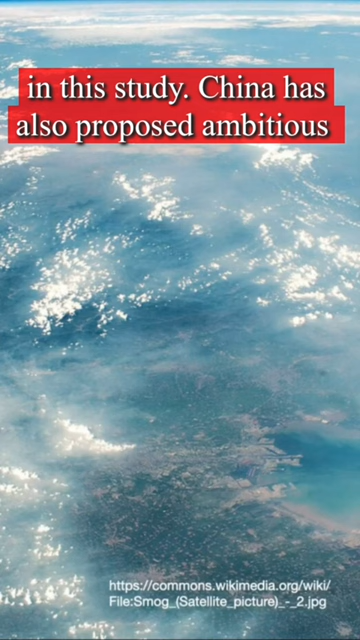 in this study. China has
also proposed ambitious
https://commons.wikimedia.org/wiki/
File:Smog_(Satellite_picture)_-_2.jpg